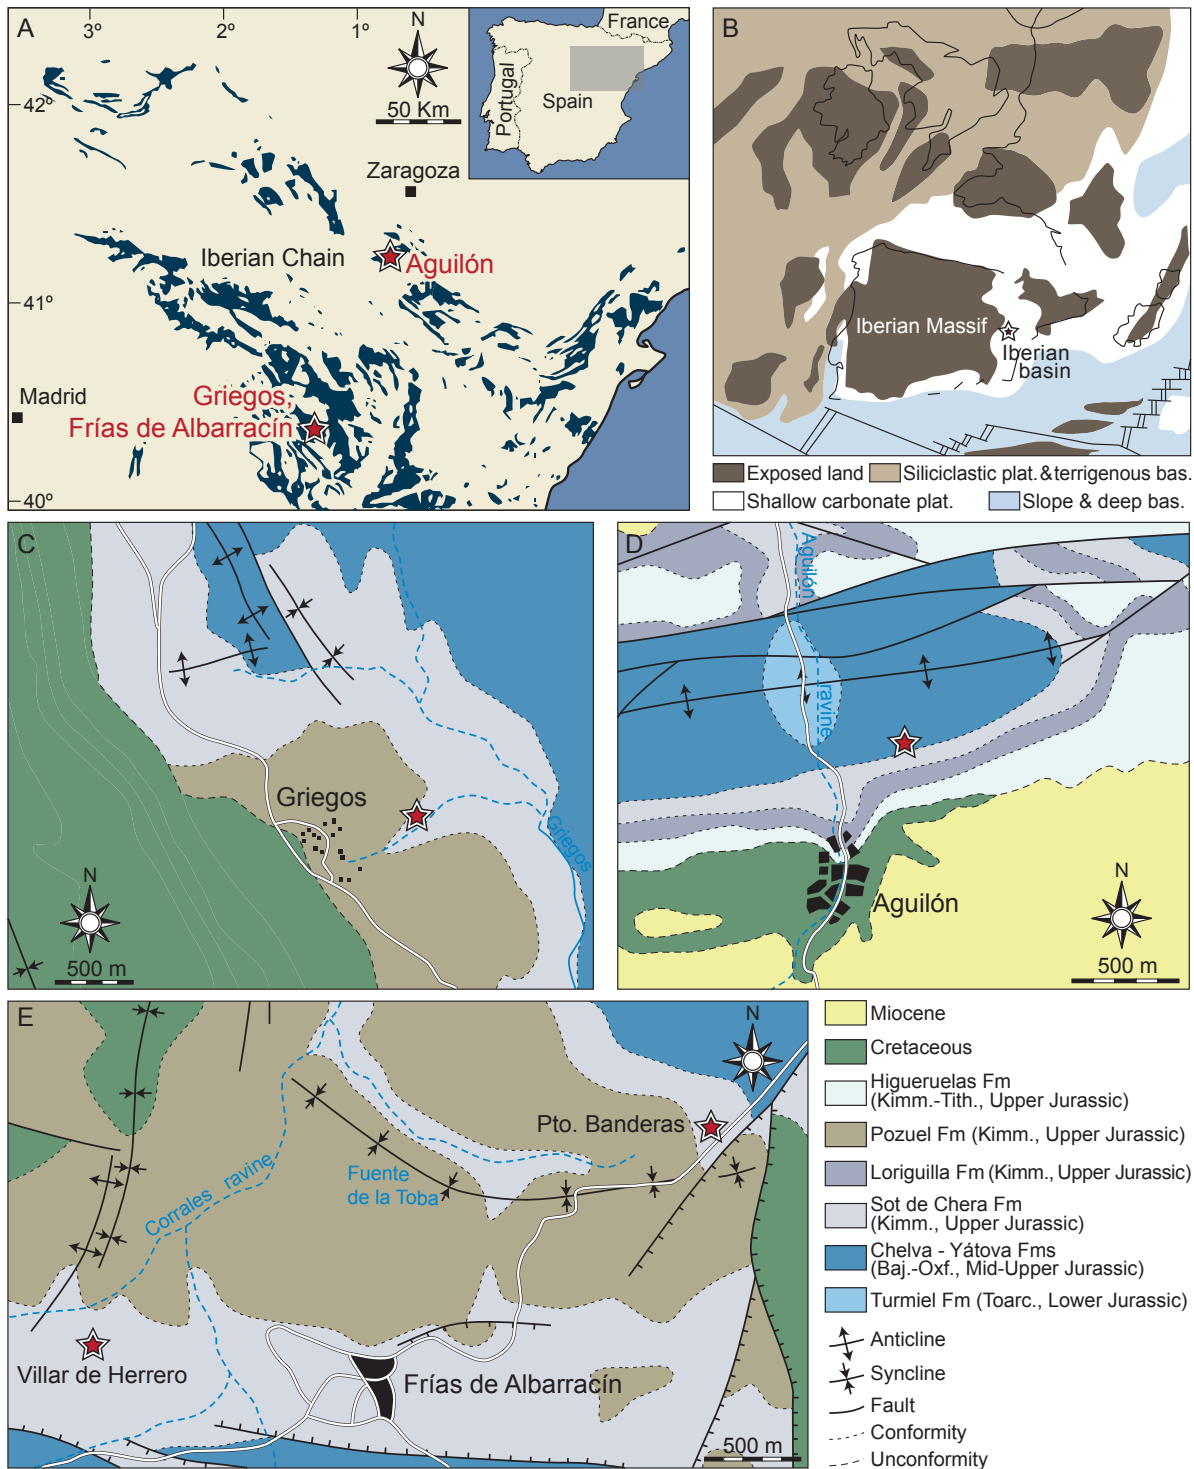 A
3º
2º
1º
N
50 Km
42º
41º
40º
France
Portugal
Spain
Zaragoza
Iberian Chain
Aguilón
Madrid
Griegos,
Frías de Albarracín
B
Iberian Massif
Iberian
basin
Exposed land
Siliciclastic plat. & terrigenous bas.
Shallow carbonate plat.
Slope & deep bas.
C
Griegos
Griegos
N
500 m
D
Aguilón
ravine
Aguilón
N
500 m
E
N
Pto. Banderas
Fuente
de la Toba
Corrales ravine
Villar de Herrero
Frías de Albarracín
500 m
Miocene
Cretaceous
Higueruelas Fm
(Kimm.-Tith., Upper Jurassic)
Pozuel Fm (Kimm., Upper Jurassic)
Loriguilla Fm (Kimm., Upper Jurassic)
Sot de Chera Fm
(Kimm., Upper Jurassic)
Chelva - Yátova Fms
(Baj.-Oxf., Mid-Upper Jurassic)
Turmiel Fm (Toarc., Lower Jurassic)
Anticline
Syncline
Fault
Conformity
Unconformity